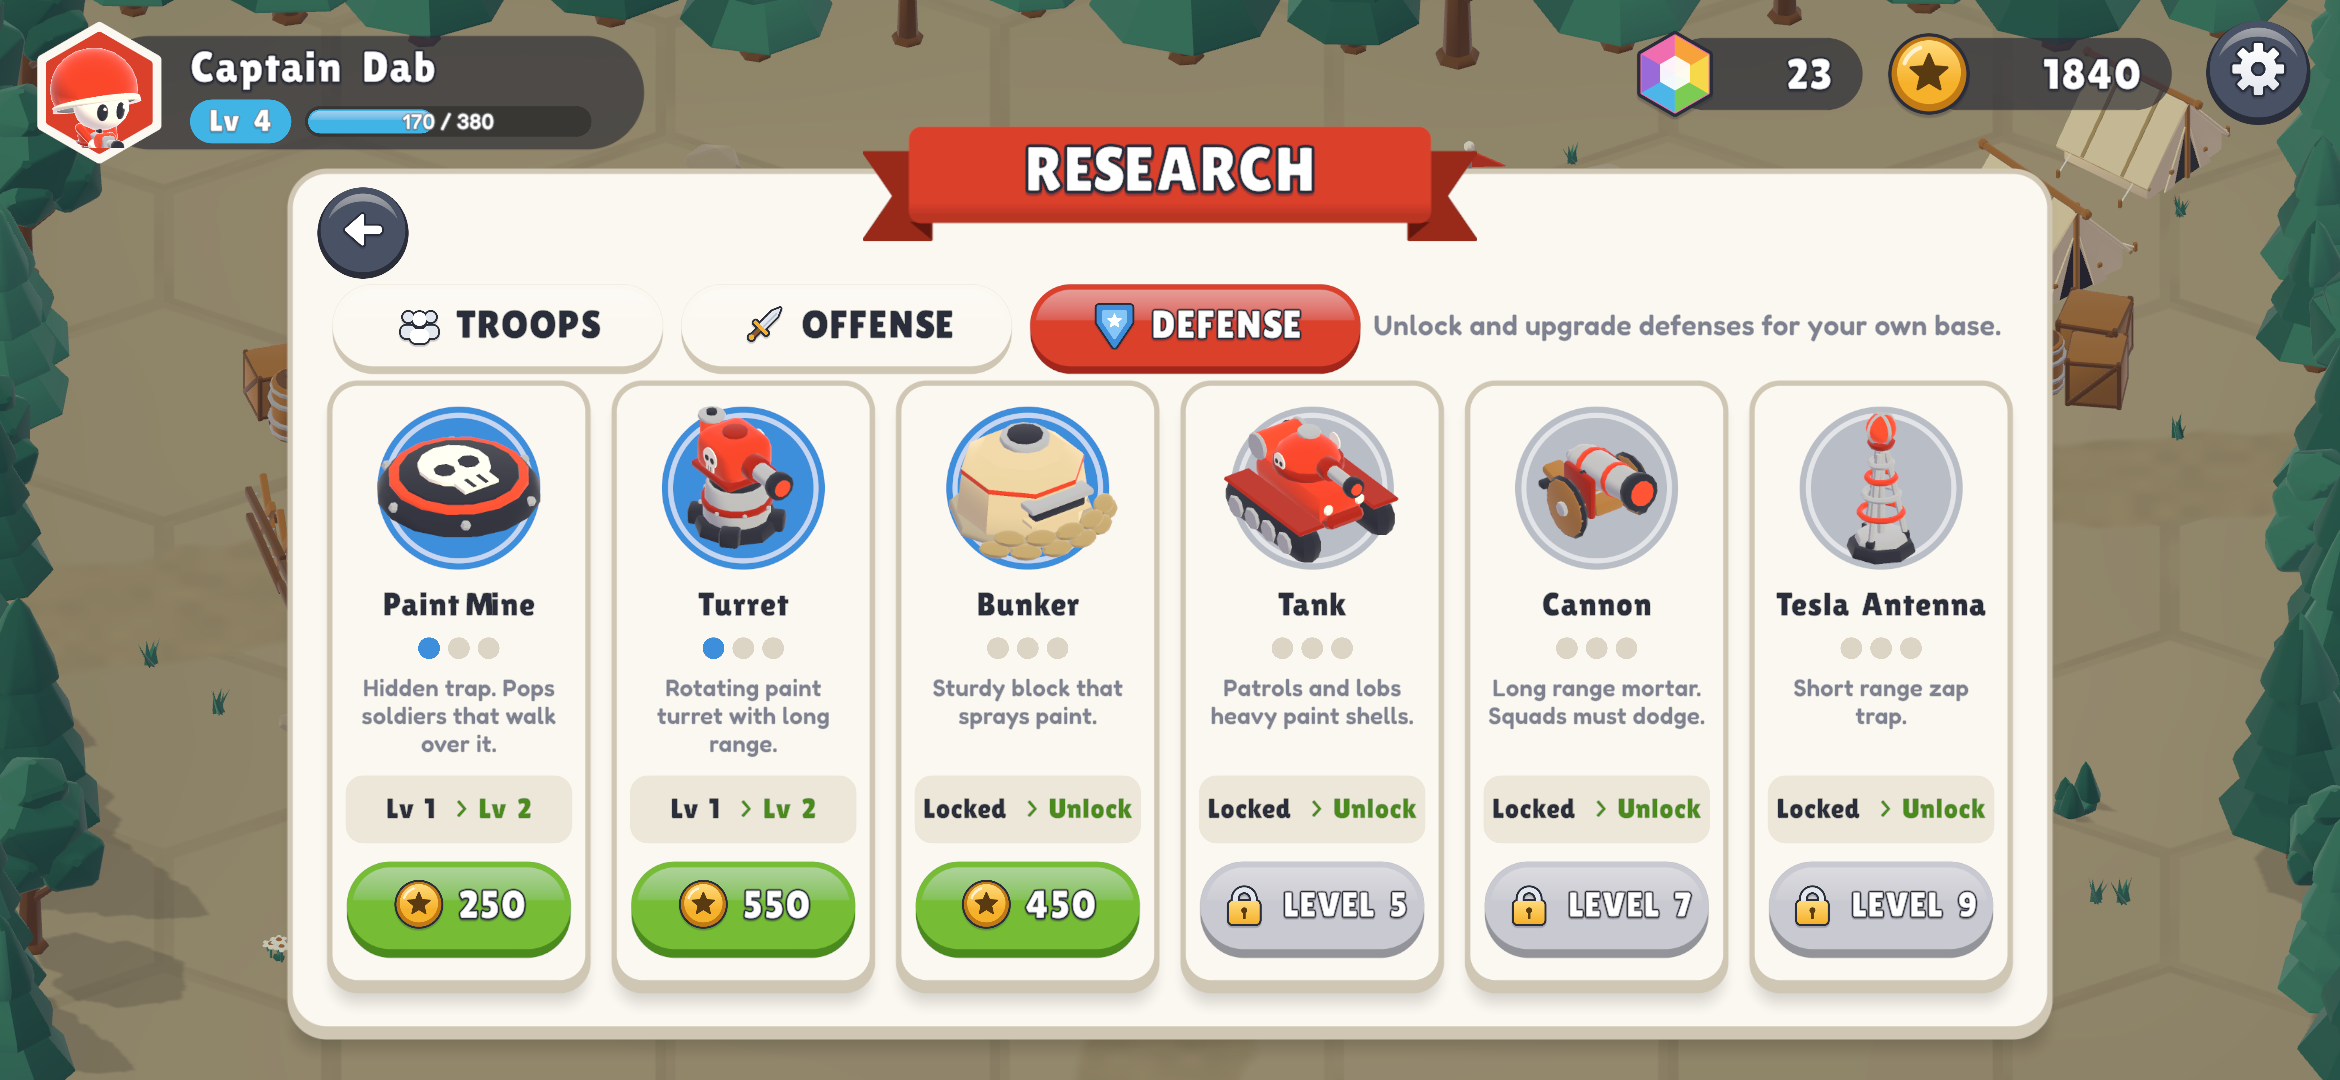 Captain Dab
Lv 4
170 / 380
23
1840
RESEARCH
TROOPS
OFFENSE
DEFENSE
Unlock and upgrade defenses for your own base.
Paint Mine
Hidden trap. Pops
soldiers that walk
over it.
Lv 1 > Lv 2
250
Turret
Rotating paint
turret with long
range.
Lv 1 > Lv 2
550
Bunker
Sturdy block that
sprays paint.
Locked > Unlock
450
Tank
Patrols and lobs
heavy paint shells.
Locked > Unlock
LEVEL 5
Cannon
Long range mortar.
Squads must dodge.
Locked > Unlock
LEVEL 7
Tesla Antenna
Short range zap
trap.
Locked > Unlock
LEVEL 9